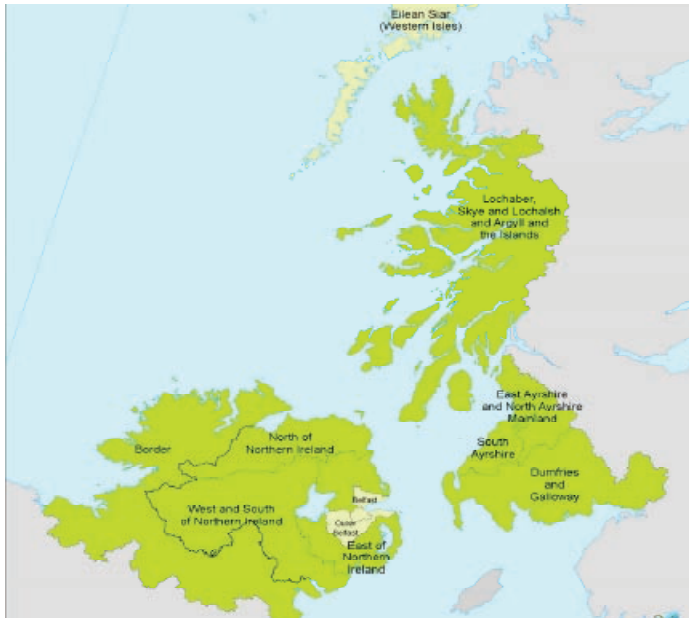 Eilean Siar
(Western Isles)
Lochaber,
Skye and Lochalsh
and Argyll and
the Islands
East Ayrshire
and North Ayrshire
Mainland
South
Ayrshire
Dumfries
and
Galloway
North of
Northern Ireland
Border
West and South
of Northern Ireland
Belfast
Outer
Belfast
East of
Northern
Ireland